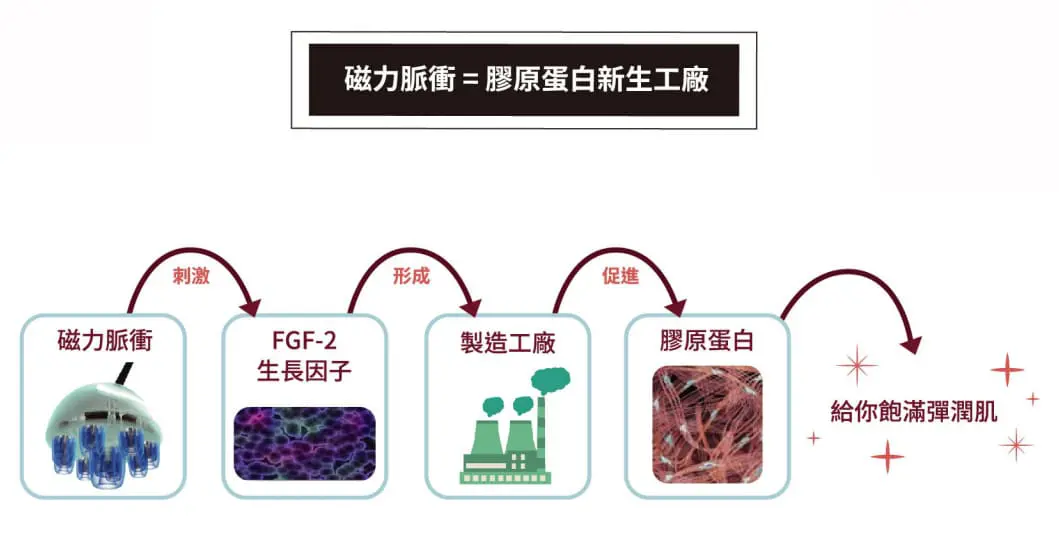 磁力脈衝 = 膠原蛋白新生工廠
刺激
形成
促進
磁力脈衝
FGF-2
生長因子
製造工廠
膠原蛋白
給你飽滿彈潤肌